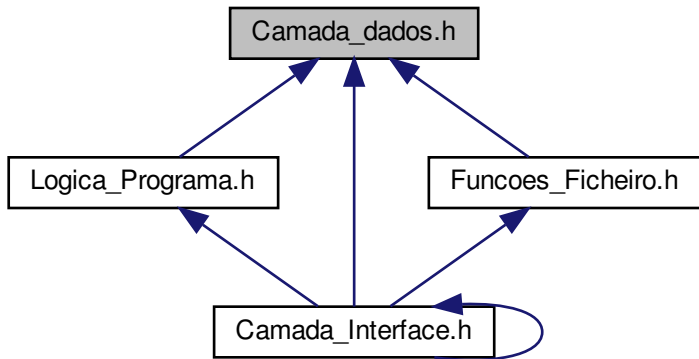 Camada_dados.h
Logica_Programa.h
Funcoes_Ficheiro.h
Camada_Interface.h